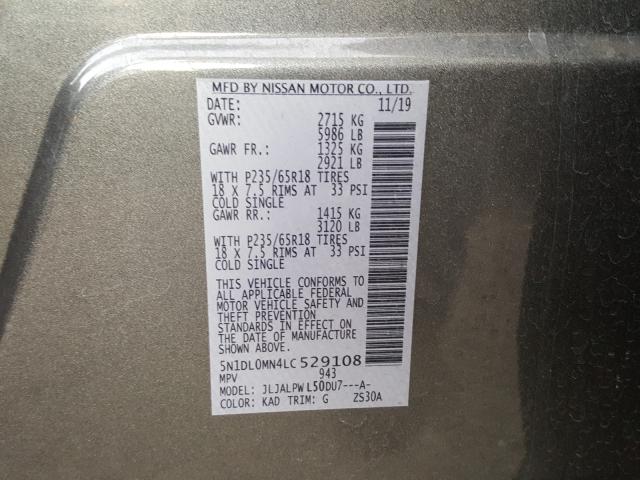 MFD BY NISSAN MOTOR CO., LTD.
DATE: 11/19
GVWR: 2715 KG
5986 LB
GAWR FR.: 1325 KG
2921 LB
WITH P235/65R18 TIRES
18 X 7.5 RIMS AT 33 PSI
COLD SINGLE
GAWR RR.: 1415 KG
3120 LB
WITH P235/65R18 TIRES
18 X 7.5 RIMS AT 33 PSI
COLD SINGLE
THIS VEHICLE CONFORMS TO
ALL APPLICABLE FEDERAL
MOTOR VEHICLE SAFETY AND
THEFT PREVENTION
STANDARDS IN EFFECT ON
THE DATE OF MANUFACTURE
SHOWN ABOVE.
5N1DL0MN4LC529108
MPV 943
MODEL: JLJALPWL50DU7---A-
COLOR: KAD TRIM: G ZS30A